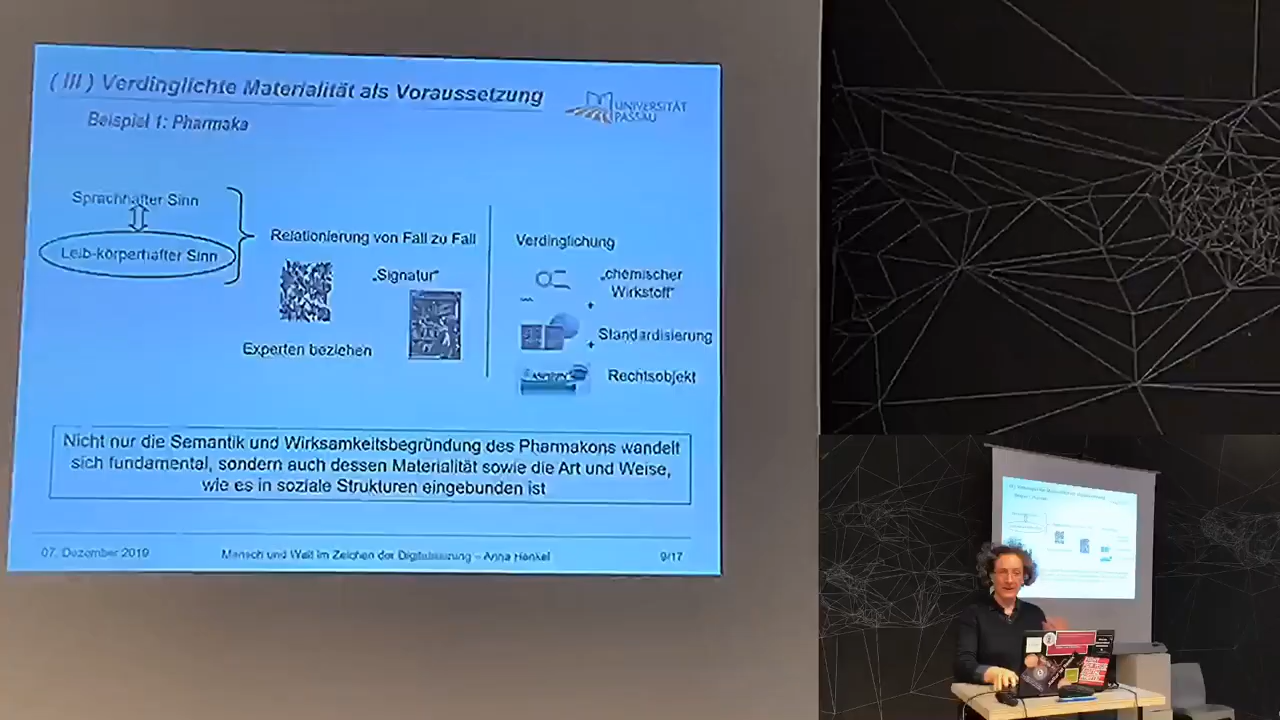 ( III ) Verdinglichte Materialität als Voraussetzung
UNIVERSITÄT
PASSAU
Beispiel 1: Pharmaka
Sprachhafter Sinn
Leib-körperhafter Sinn
Relationierung von Fall zu Fall
„Signatur“
Experten beziehen
Verdinglichung
„chemischer
Wirkstoff“
+
Standardisierung
+
ASPIRIN
Rechtsobjekt
Nicht nur die Semantik und Wirksamkeitsbegründung des Pharmakons wandelt
sich fundamental, sondern auch dessen Materialität sowie die Art und Weise,
wie es in soziale Strukturen eingebunden ist
07. Dezember 2019
Mensch und Welt im Zeichen der Digitalisierung – Anna Henkel
9/17